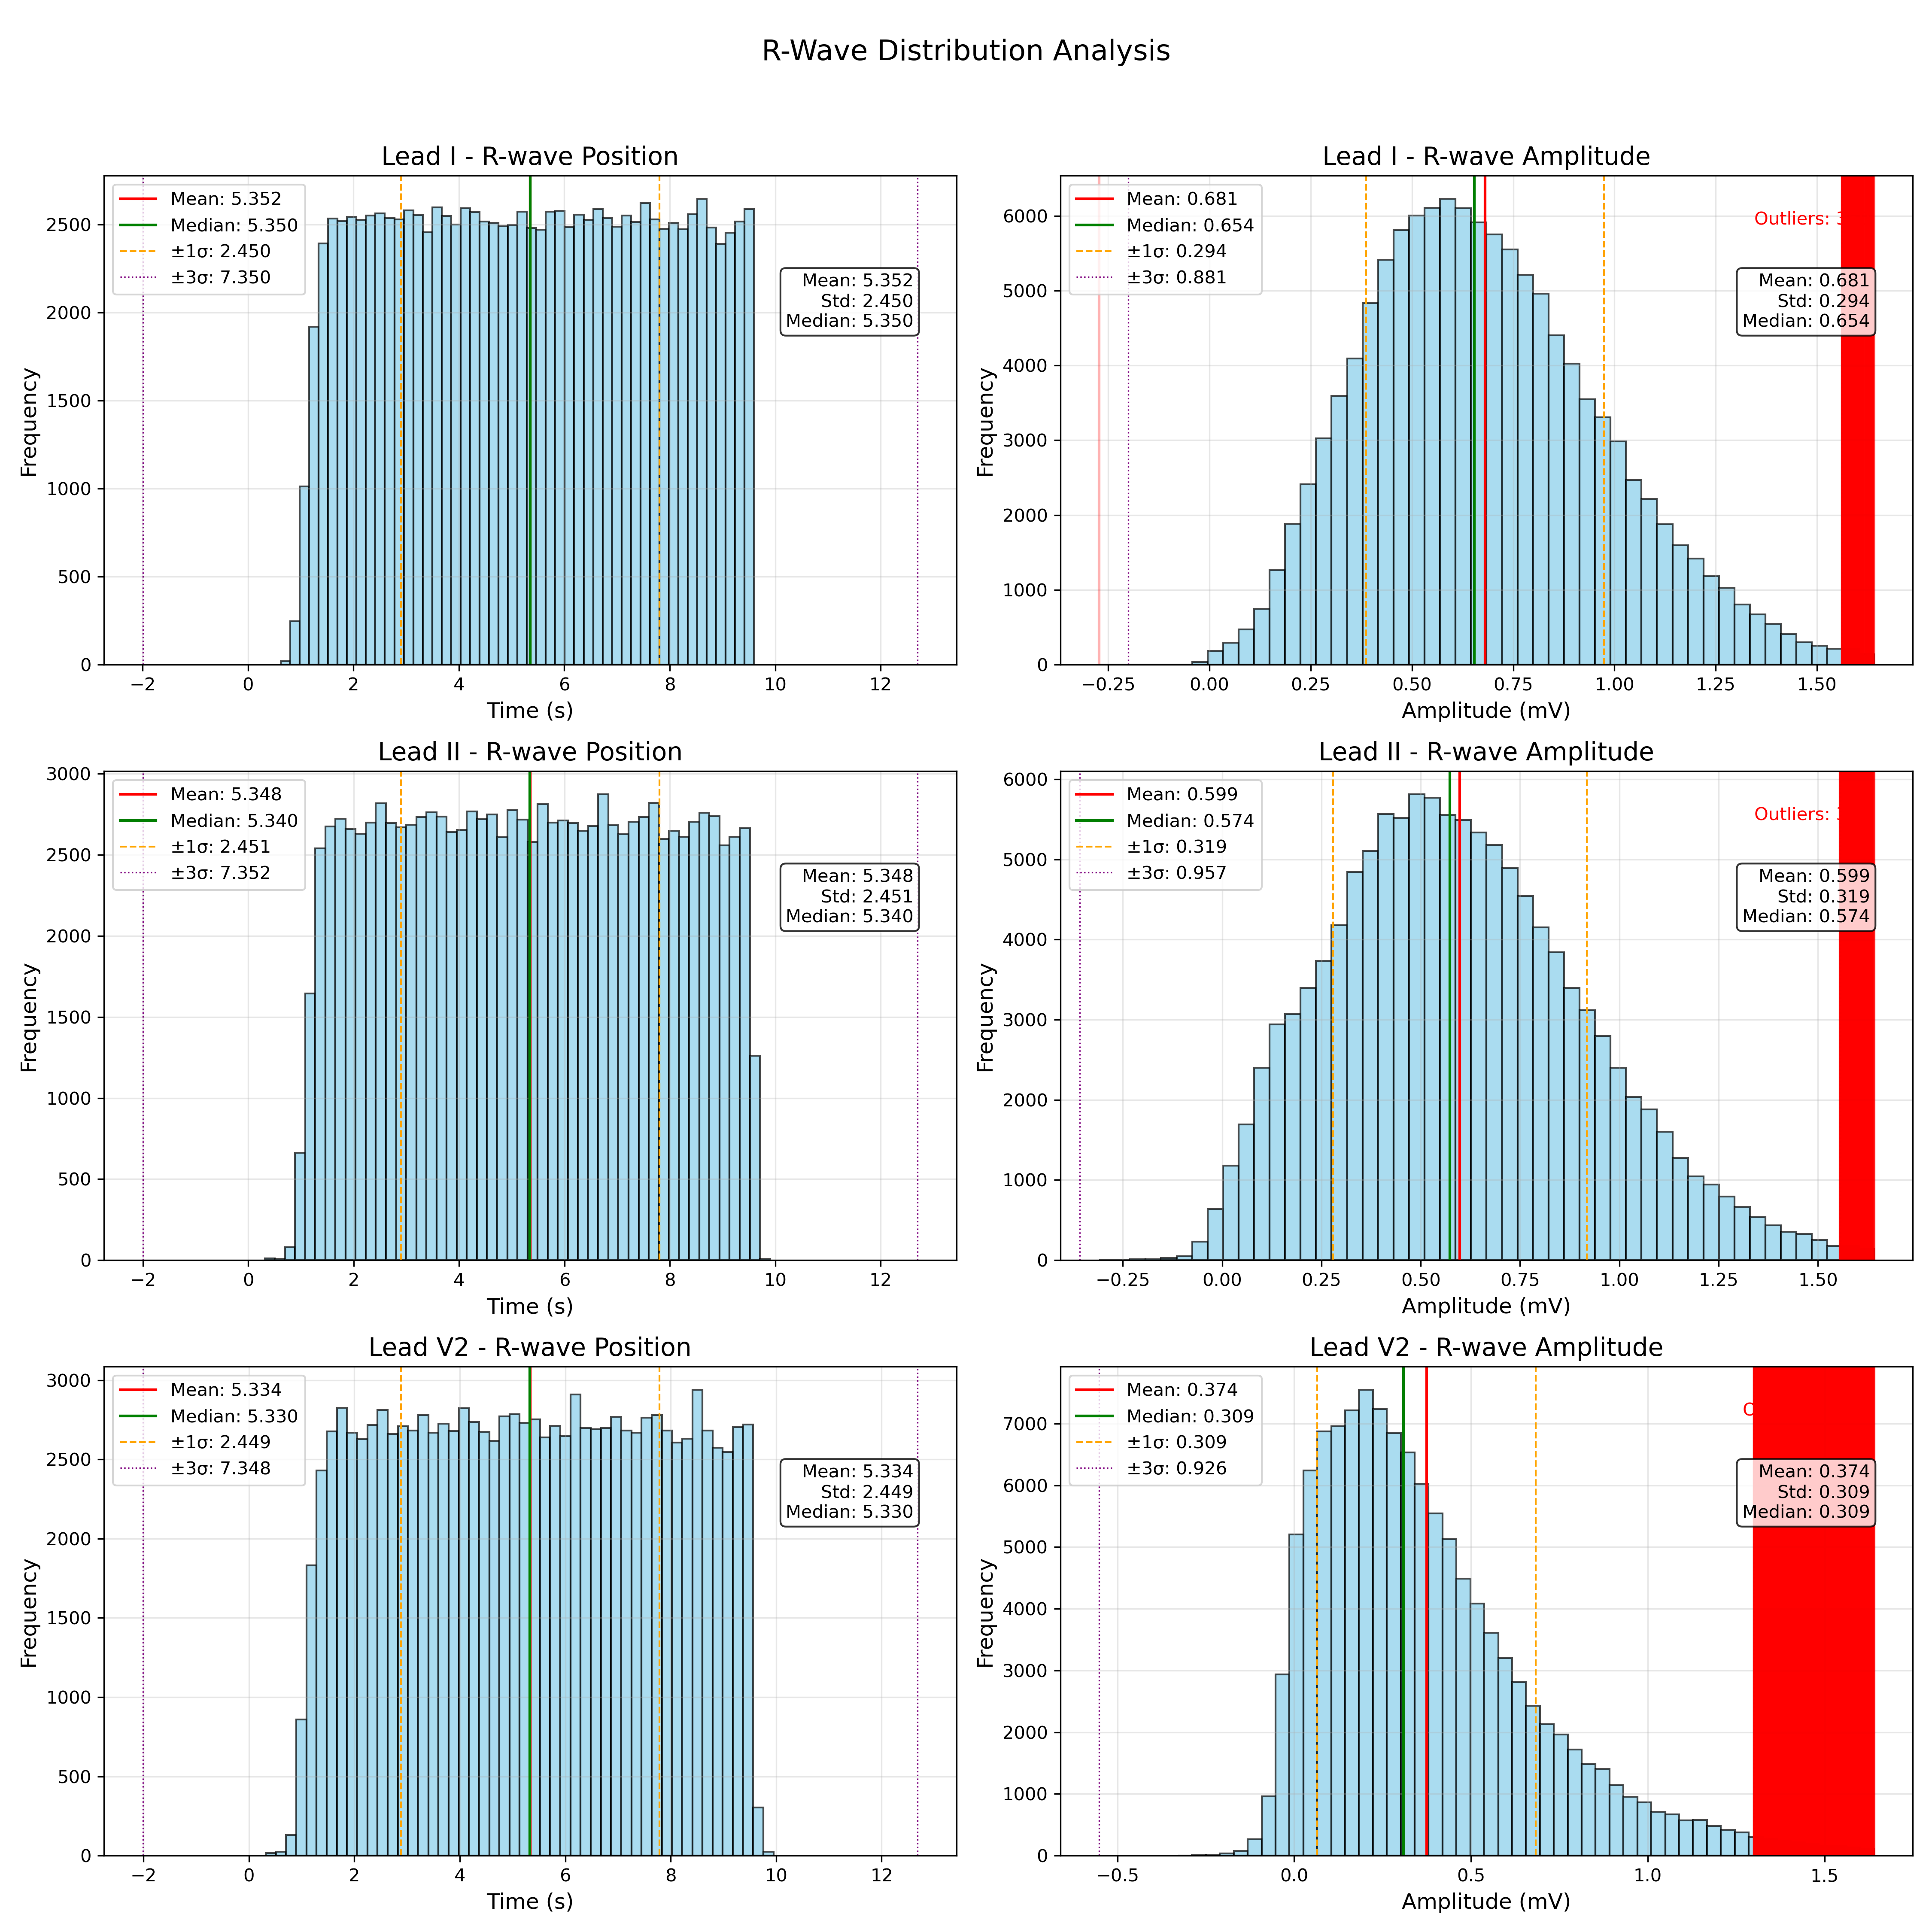 R-Wave Distribution Analysis
Lead I - R-wave Position
Mean: 5.352
Median: 5.350
±1σ: 2.450
±3σ: 7.350
Mean: 5.352
Std: 2.450
Median: 5.350
Frequency
2500
2000
1500
1000
500
0
−2 0 2 4 6 8 10 12
Time (s)
Lead I - R-wave Amplitude
Mean: 0.681
Median: 0.654
±1σ: 0.294
±3σ: 0.881
Outliers:
Mean: 0.681
Std: 0.294
Median: 0.654
Frequency
6000
5000
4000
3000
2000
1000
0
−0.25 0.00 0.25 0.50 0.75 1.00 1.25 1.50
Amplitude (mV)
Lead II - R-wave Position
Mean: 5.348
Median: 5.340
±1σ: 2.451
±3σ: 7.352
Mean: 5.348
Std: 2.451
Median: 5.340
Frequency
3000
2500
2000
1500
1000
500
0
−2 0 2 4 6 8 10 12
Time (s)
Lead II - R-wave Amplitude
Mean: 0.599
Median: 0.574
±1σ: 0.319
±3σ: 0.957
Outliers:
Mean: 0.599
Std: 0.319
Median: 0.574
Frequency
6000
5000
4000
3000
2000
1000
0
−0.25 0.00 0.25 0.50 0.75 1.00 1.25 1.50
Amplitude (mV)
Lead V2 - R-wave Position
Mean: 5.334
Median: 5.330
±1σ: 2.449
±3σ: 7.348
Mean: 5.334
Std: 2.449
Median: 5.330
Frequency
3000
2500
2000
1500
1000
500
0
−2 0 2 4 6 8 10 12
Time (s)
Lead V2 - R-wave Amplitude
Mean: 0.374
Median: 0.309
±1σ: 0.309
±3σ: 0.926
Mean: 0.374
Std: 0.309
Median: 0.309
Frequency
7000
6000
5000
4000
3000
2000
1000
0
−0.5 0.0 0.5 1.0 1.5
Amplitude (mV)